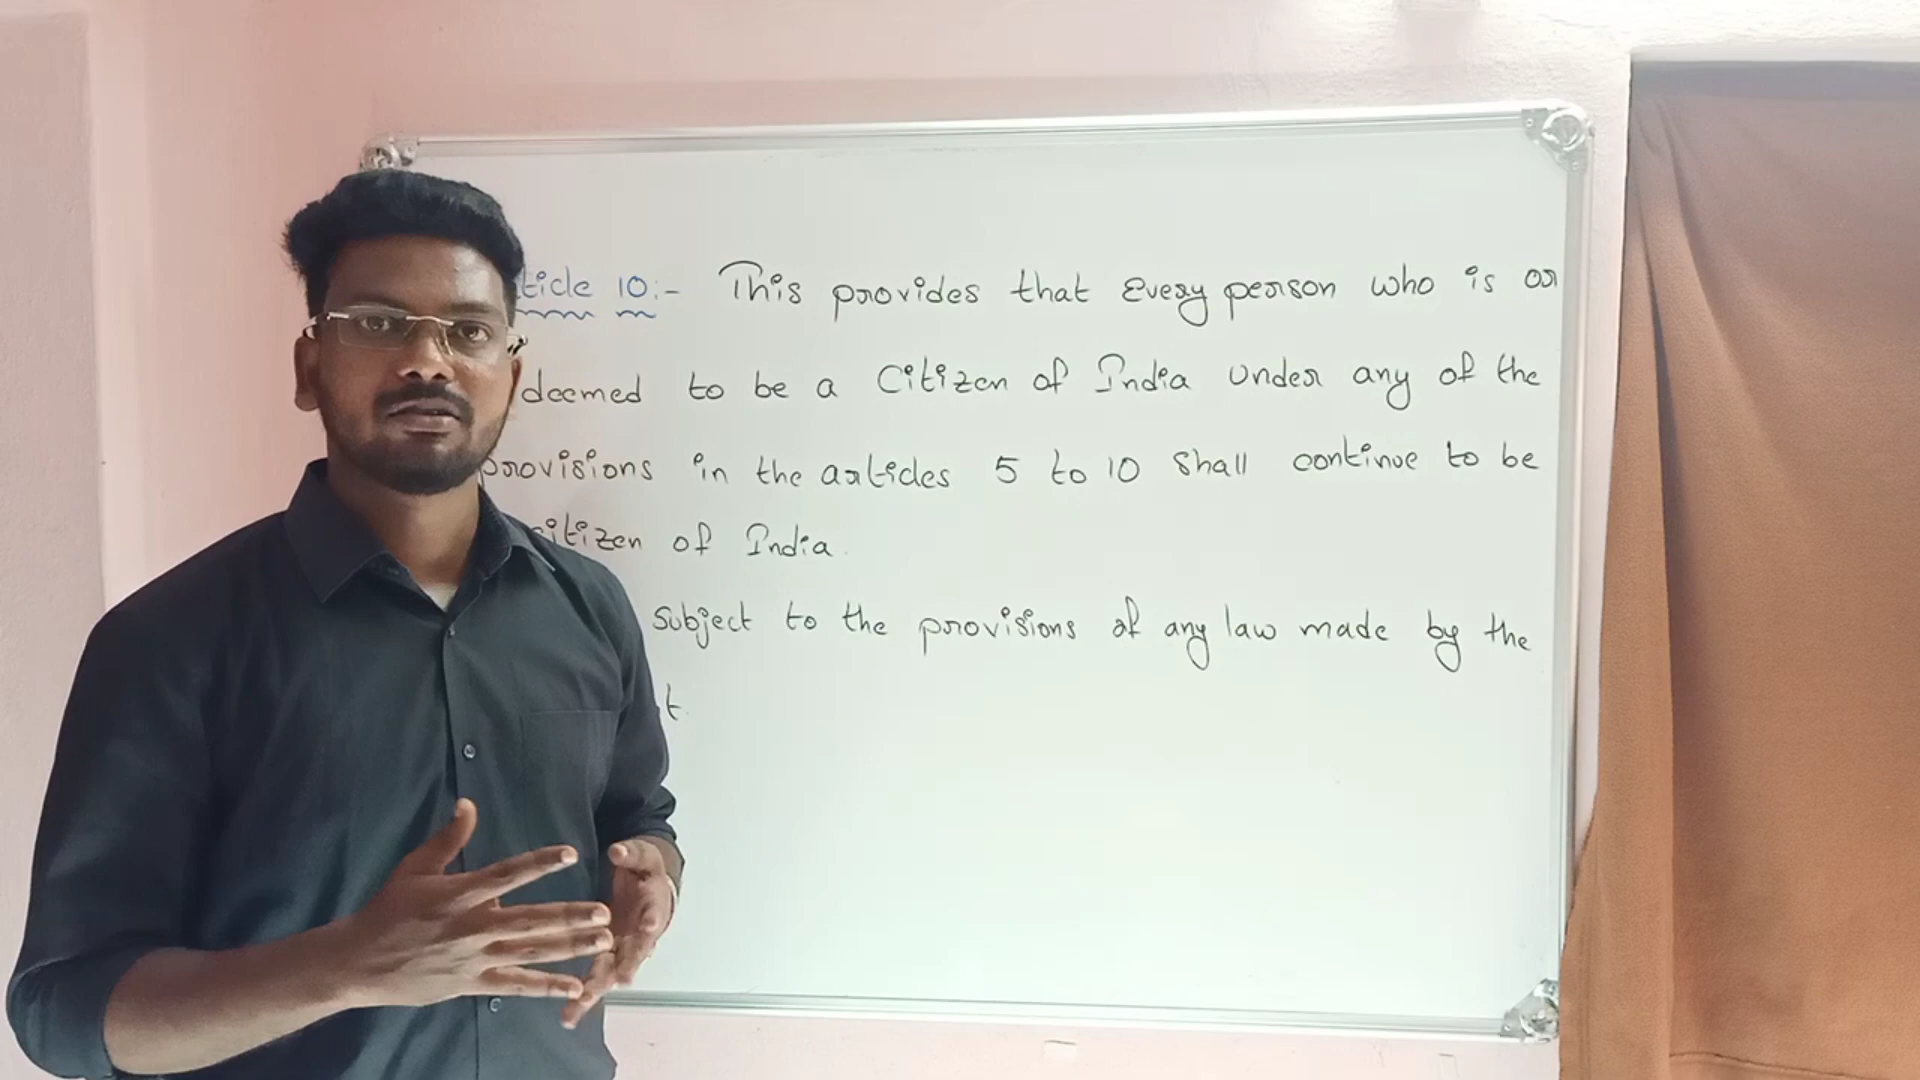 ticle 10:- This provides that Every person who is or
deemed to be a Citizen of India under any of the
provisions in the articles 5 to 10 Shall continue to be
citizen of India.
Subject to the provisions of any law made by the
t.